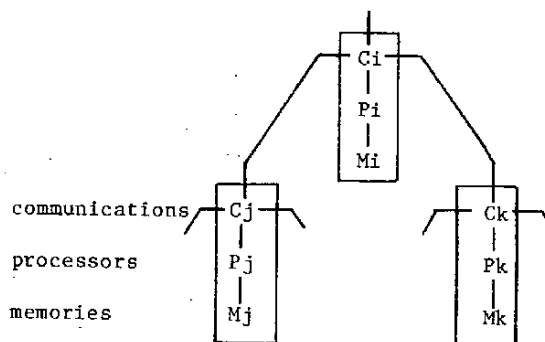 Ci
Pi
Mi
communications Cj Ck
processors Pj Pk
memories Mj Mk